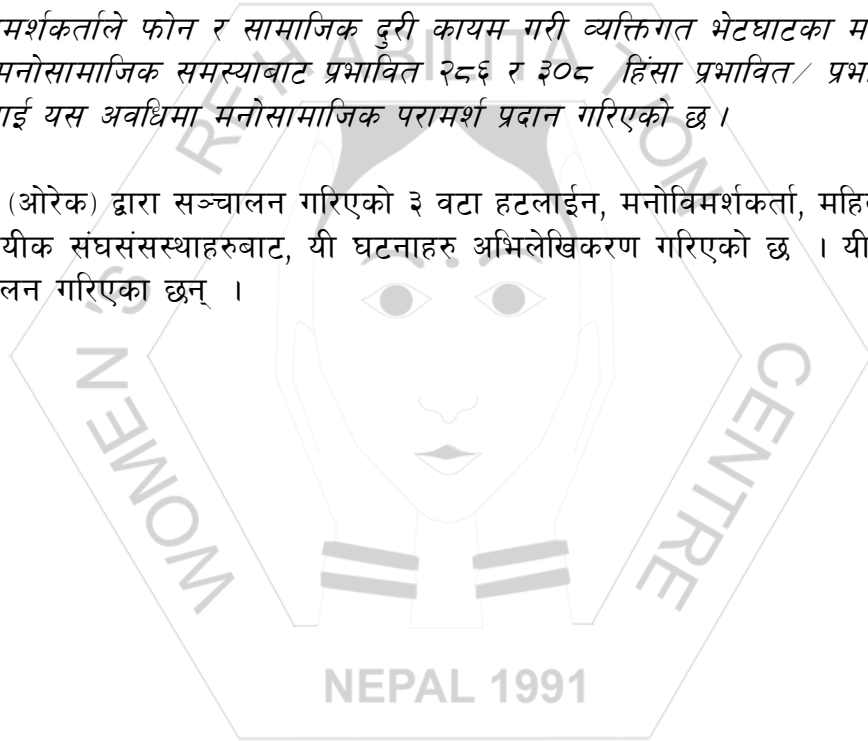 मर्शकर्ताले फोन र सामाजिक दुरी कायम गरी व्यक्तिगत भेटघाटका म
मनोसामाजिक समस्याबाट प्रभावित २८६ र ३०८ हिंसा प्रभावित/ प्रभा
ाई यस अवधिमा मनोसामाजिक परामर्श प्रदान गरिएको छ ।
(ओरेक) द्वारा सञ्चालन गरिएको ३ वटा हटलाईन, मनोविमर्शकर्ता, महि
यीक संघसंसस्थाहरुबाट, यी घटनाहरु अभिलेखिकरण गरिएको छ । यी
लन गरिएका छन् ।
WOMEN'S REHABILITATION CENTRE
NEPAL 1991